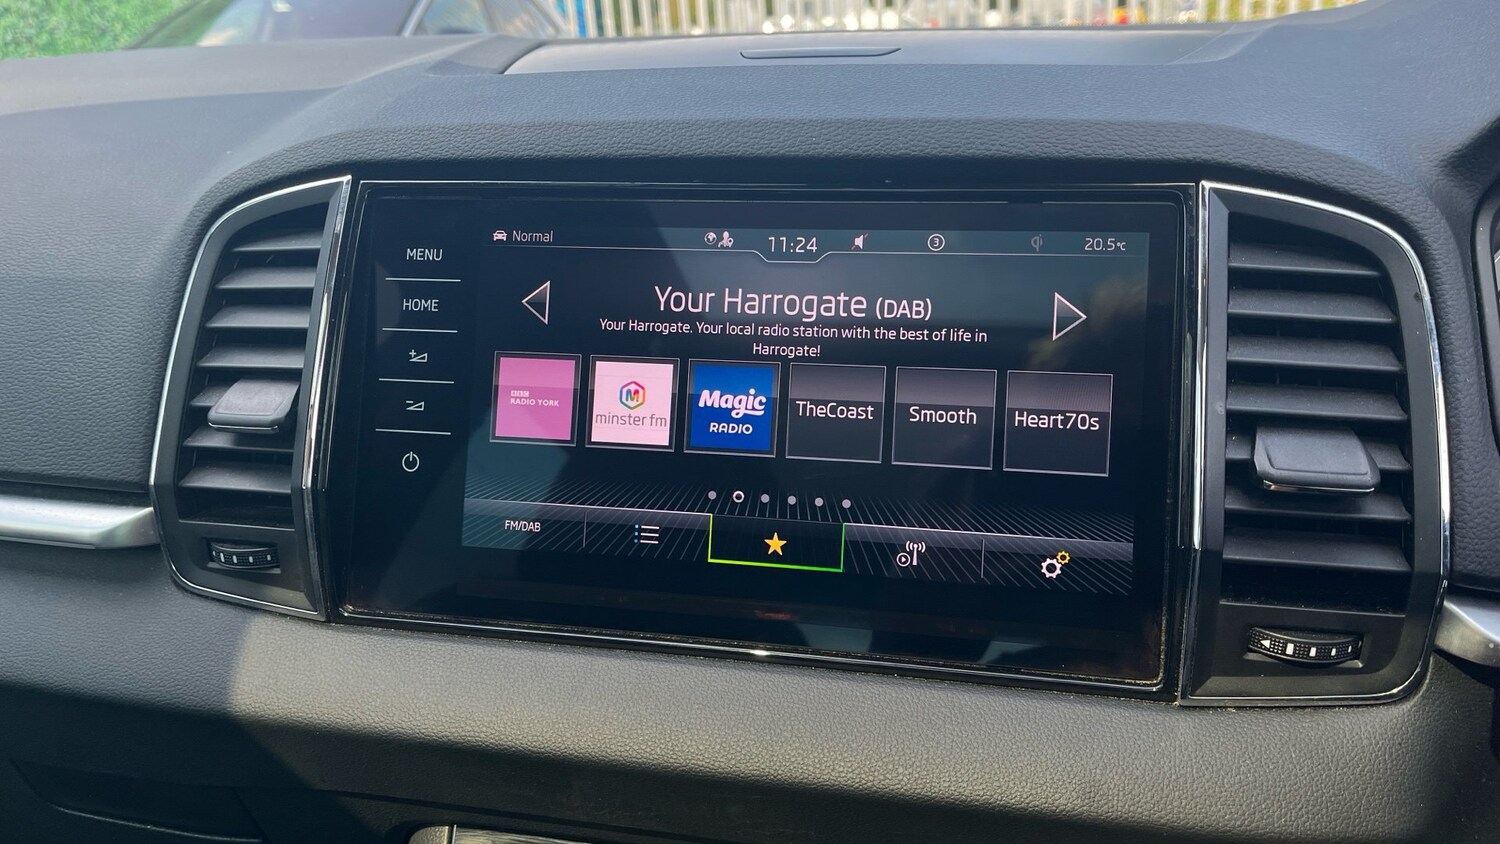 Normal
11:24
3
20.5°C
MENU
HOME
Your Harrogate (DAB)
Your Harrogate. Your local radio station with the best of life in
Harrogate!
BBC
RADIO YORK
M
minster fm
Magic
RADIO
TheCoast
Smooth
Heart70s
FM/DAB